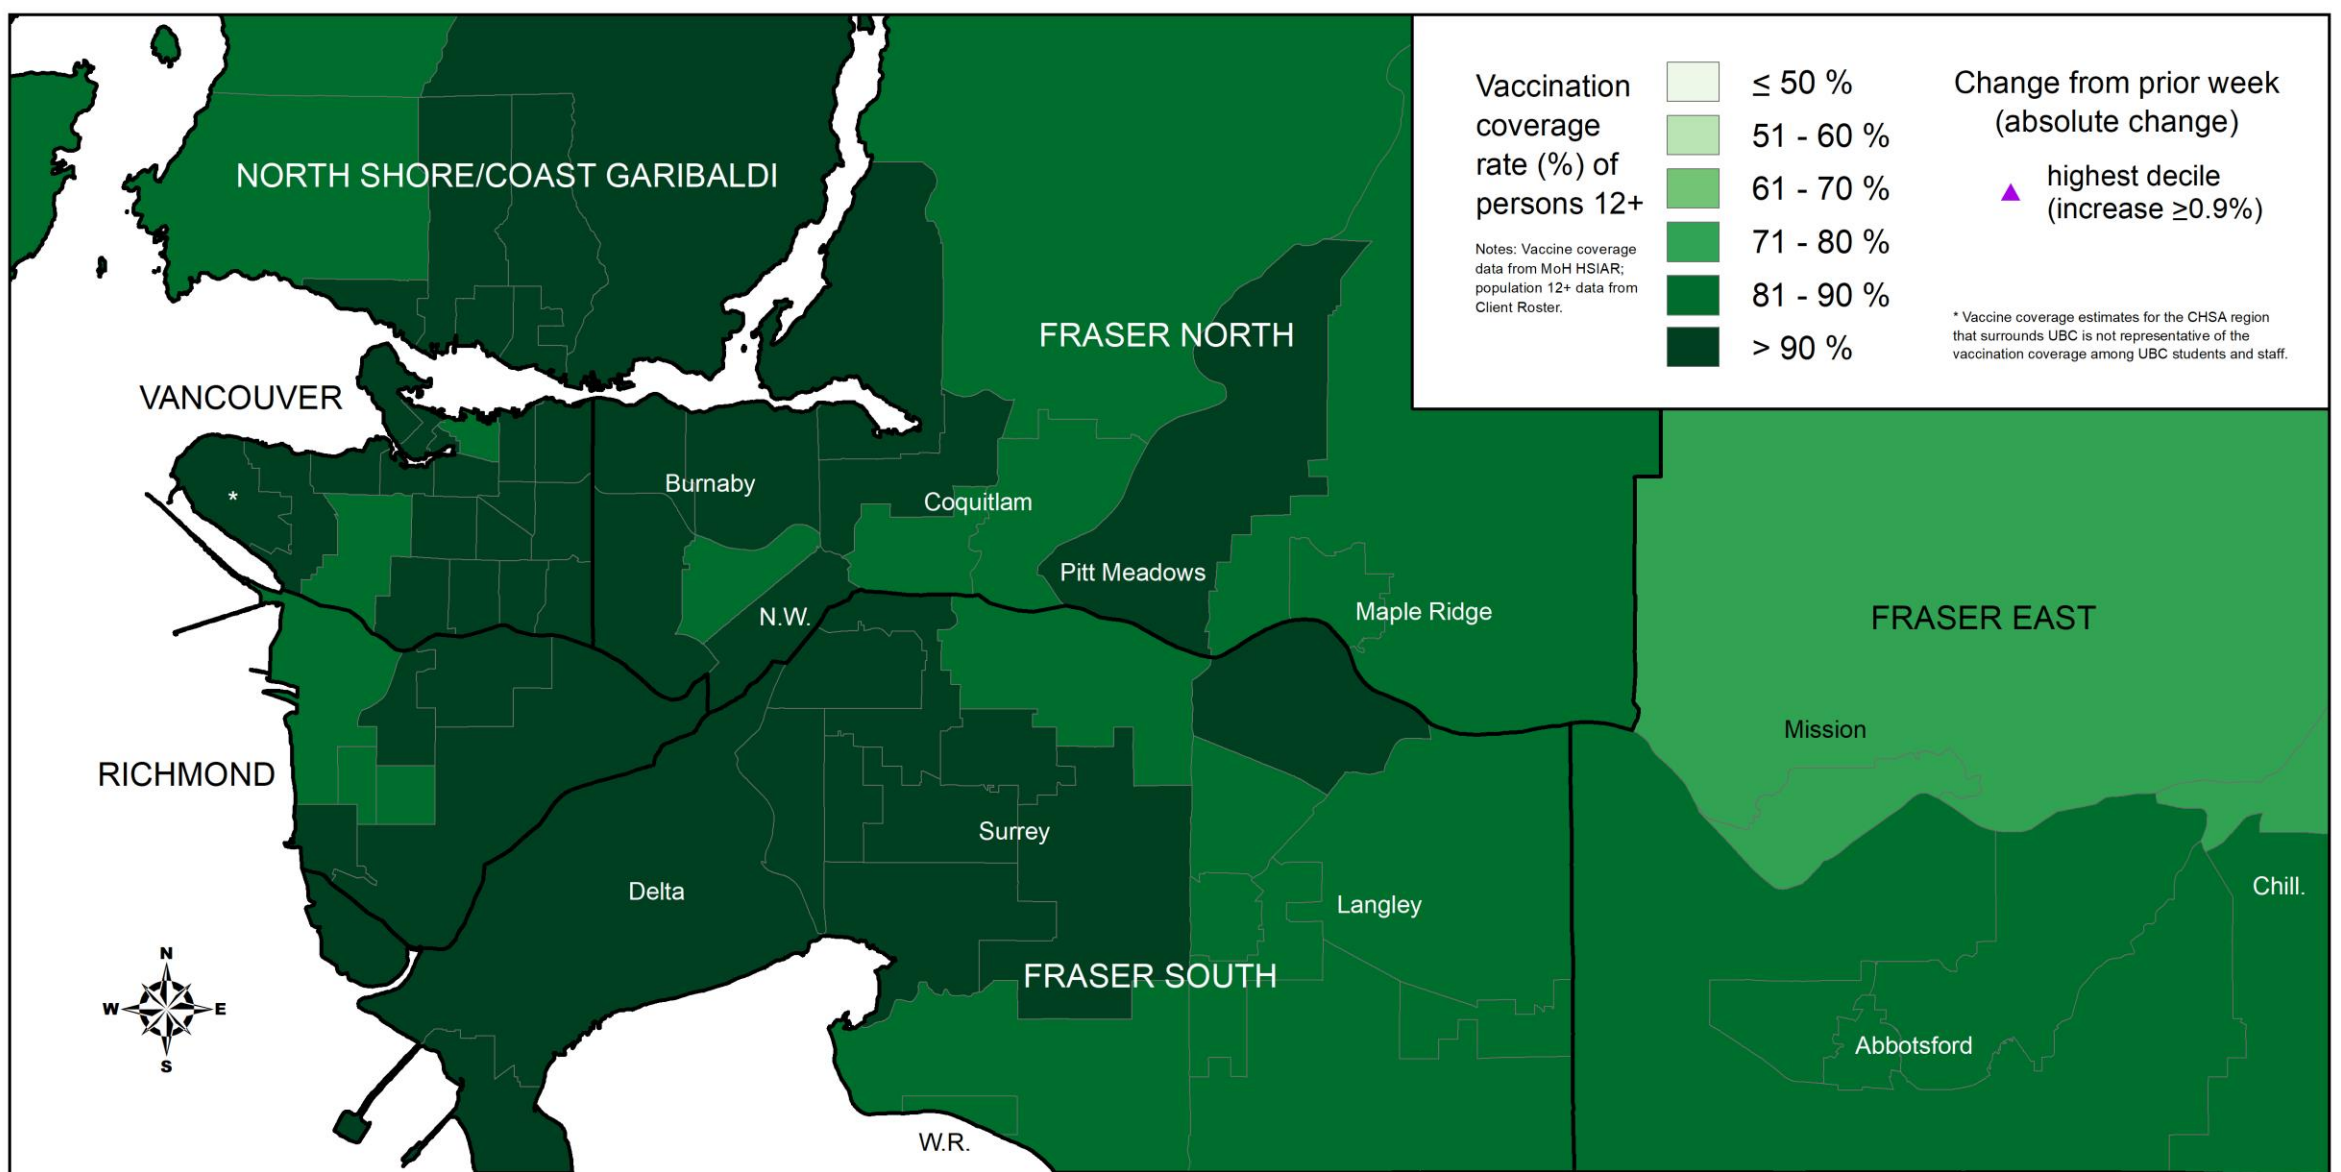 Vaccination
coverage
rate (%) of
persons 12+
Notes: Vaccine coverage
data from MoH HSIAR;
population 12+ data from
Client Roster.
≤ 50 %
51 - 60 %
61 - 70 %
71 - 80 %
81 - 90 %
> 90 %
Change from prior week
(absolute change)
highest decile
(increase ≥0.9%)
* Vaccine coverage estimates for the CHSA region
that surrounds UBC is not representative of the
vaccination coverage among UBC students and staff.
NORTH SHORE/COAST GARIBALDI
FRASER NORTH
VANCOUVER
Burnaby
*
Coquitlam
Pitt Meadows
Maple Ridge
N.W.
FRASER EAST
Mission
RICHMOND
Surrey
Delta
Langley
Chill.
FRASER SOUTH
Abbotsford
W.R.
N
W
E
S